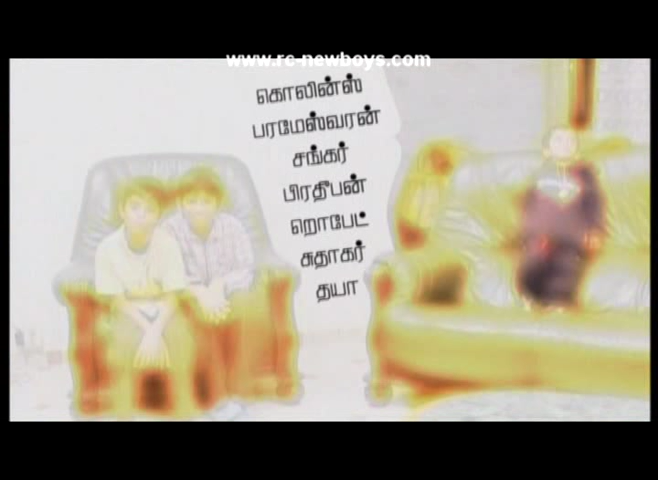 www.rc-newboys.com
கொலின்ஸ்
பரமேஸ்வரன்
சங்கர்
பிரதீபன்
றொபேட்
சுதாகர்
தயா